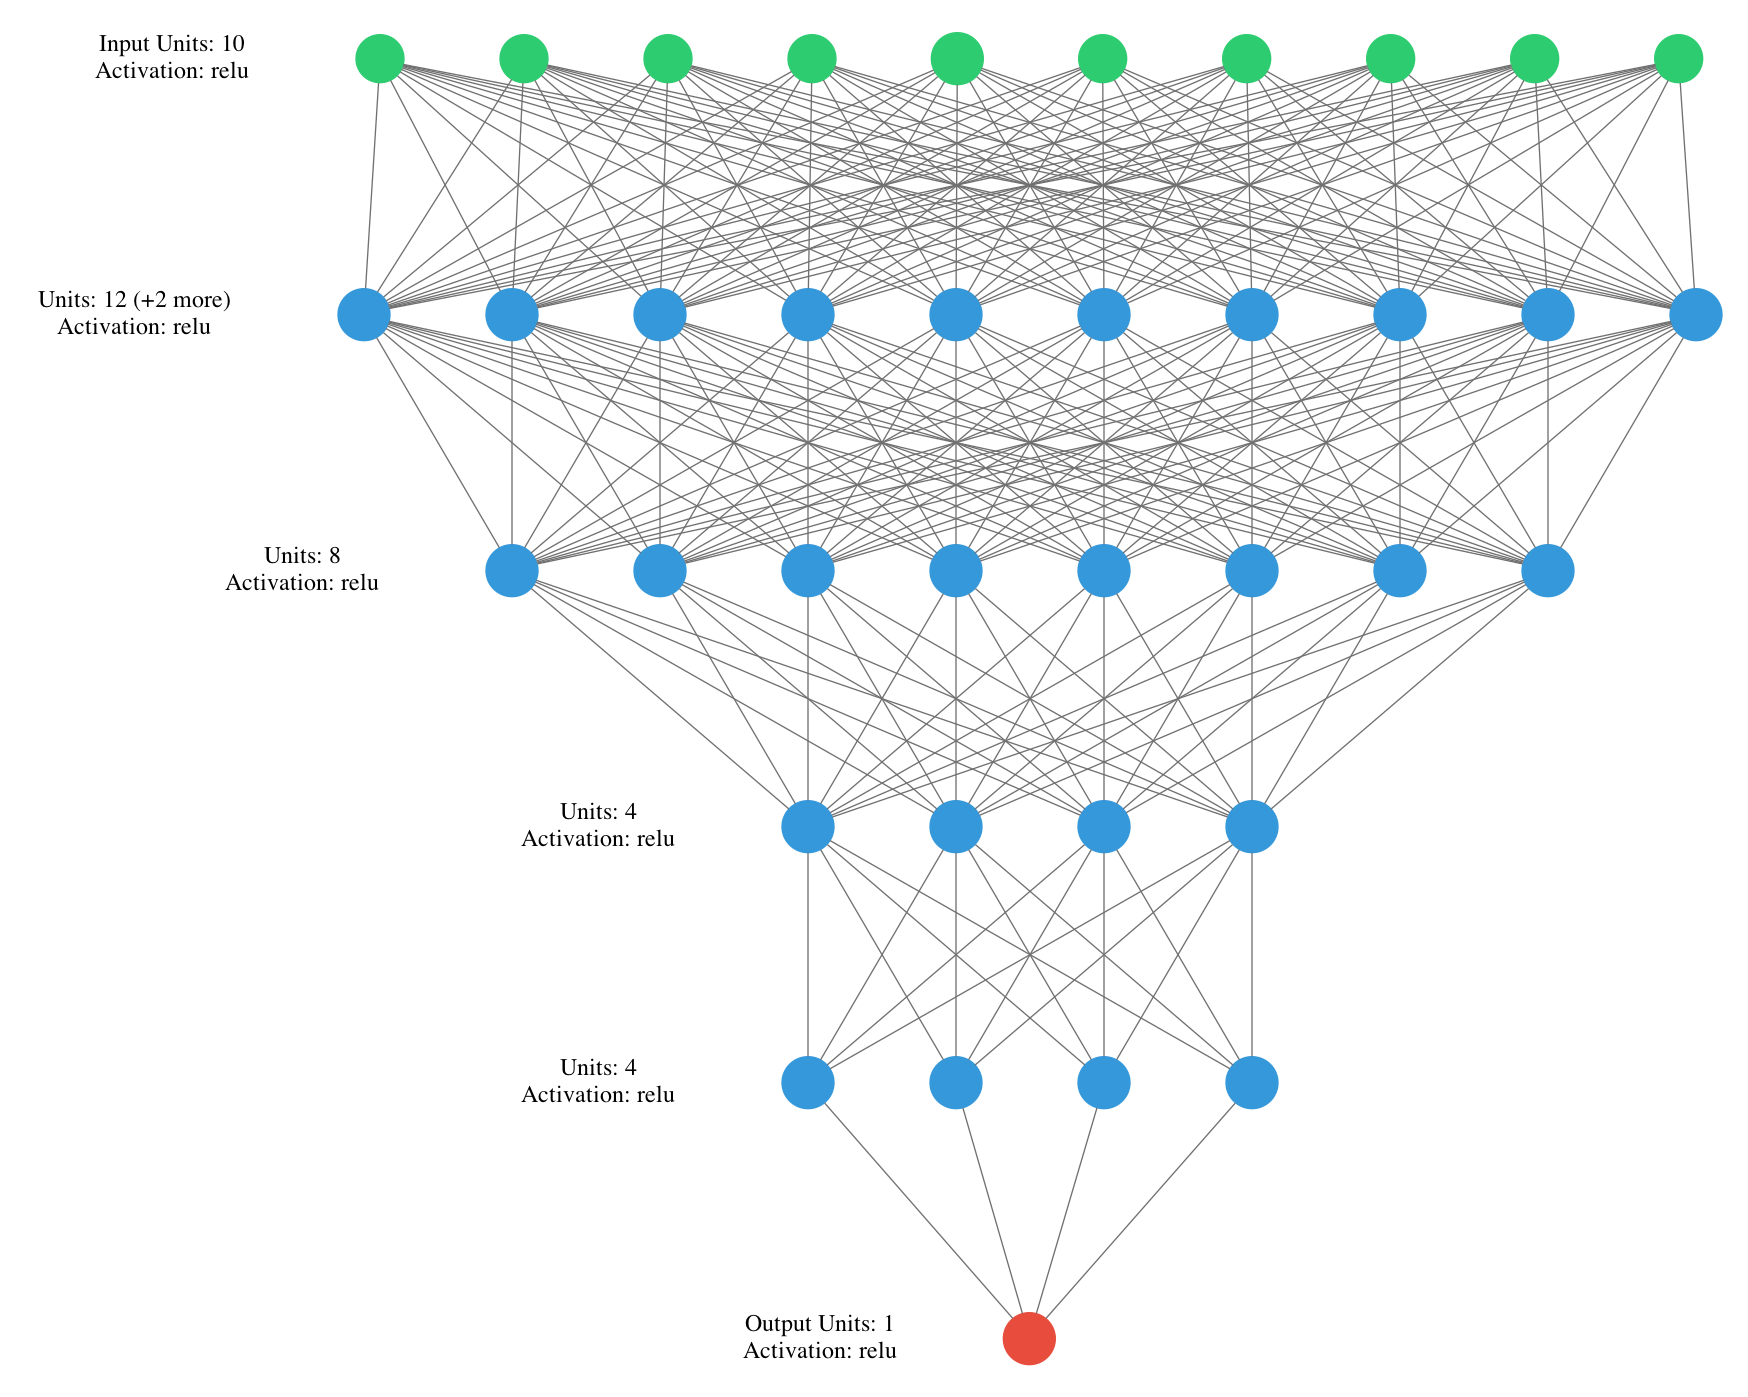 Input Units: 10
Activation: relu
Units: 12 (+2 more)
Activation: relu
Units: 8
Activation: relu
Units: 4
Activation: relu
Units: 4
Activation: relu
Output Units: 1
Activation: relu